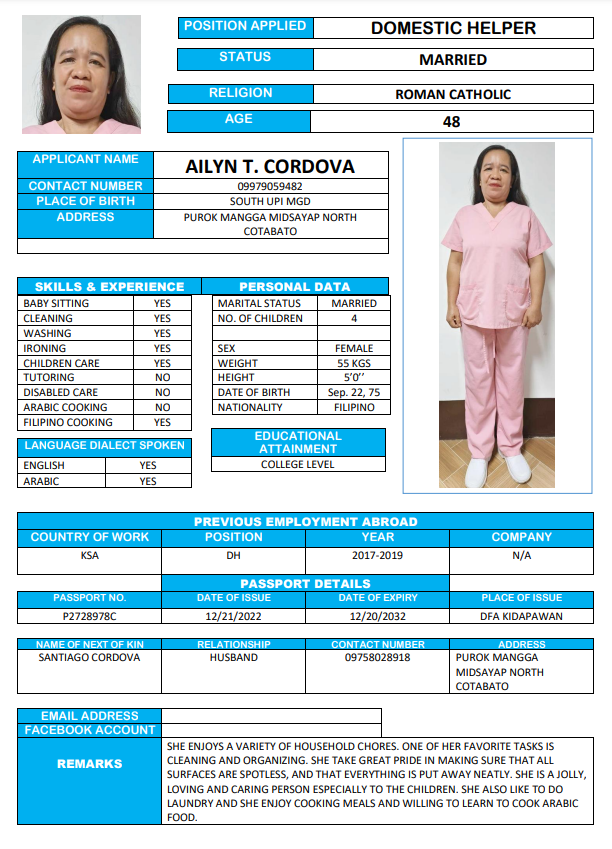 POSITION APPLIED DOMESTIC HELPER
STATUS MARRIED
RELIGION ROMAN CATHOLIC
AGE 48
APPLICANT NAME AILYN T. CORDOVA
CONTACT NUMBER 09979059482
PLACE OF BIRTH SOUTH UPI MGD
ADDRESS PUROK MANGGA MIDSAYAP NORTH
COTABATO
SKILLS & EXPERIENCE
BABY SITTING YES
CLEANING YES
WASHING YES
IRONING YES
CHILDREN CARE YES
TUTORING NO
DISABLED CARE NO
ARABIC COOKING NO
FILIPINO COOKING YES
LANGUAGE DIALECT SPOKEN
ENGLISH YES
ARABIC YES
PERSONAL DATA
MARITAL STATUS MARRIED
NO. OF CHILDREN 4
SEX FEMALE
WEIGHT 55 KGS
HEIGHT 5’0’’
DATE OF BIRTH Sep. 22, 75
NATIONALITY FILIPINO
EDUCATIONAL
ATTAINMENT
COLLEGE LEVEL
PREVIOUS EMPLOYMENT ABROAD
COUNTRY OF WORK POSITION YEAR COMPANY
KSA DH 2017-2019 N/A
PASSPORT DETAILS
PASSPORT NO. DATE OF ISSUE DATE OF EXPIRY PLACE OF ISSUE
P2728978C 12/21/2022 12/20/2032 DFA KIDAPAWAN
NAME OF NEXT OF KIN RELATIONSHIP CONTACT NUMBER ADDRESS
SANTIAGO CORDOVA HUSBAND 09758028918 PUROK MANGGA
MIDSAYAP NORTH
COTABATO
EMAIL ADDRESS
FACEBOOK ACCOUNT
REMARKS
SHE ENJOYS A VARIETY OF HOUSEHOLD CHORES. ONE OF HER FAVORITE TASKS IS
CLEANING AND ORGANIZING. SHE TAKE GREAT PRIDE IN MAKING SURE THAT ALL
SURFACES ARE SPOTLESS, AND THAT EVERYTHING IS PUT AWAY NEATLY. SHE IS A JOLLY,
LOVING AND CARING PERSON ESPECIALLY TO THE CHILDREN. SHE ALSO LIKE TO DO
LAUNDRY AND SHE ENJOY COOKING MEALS AND WILLING TO LEARN TO COOK ARABIC
FOOD.